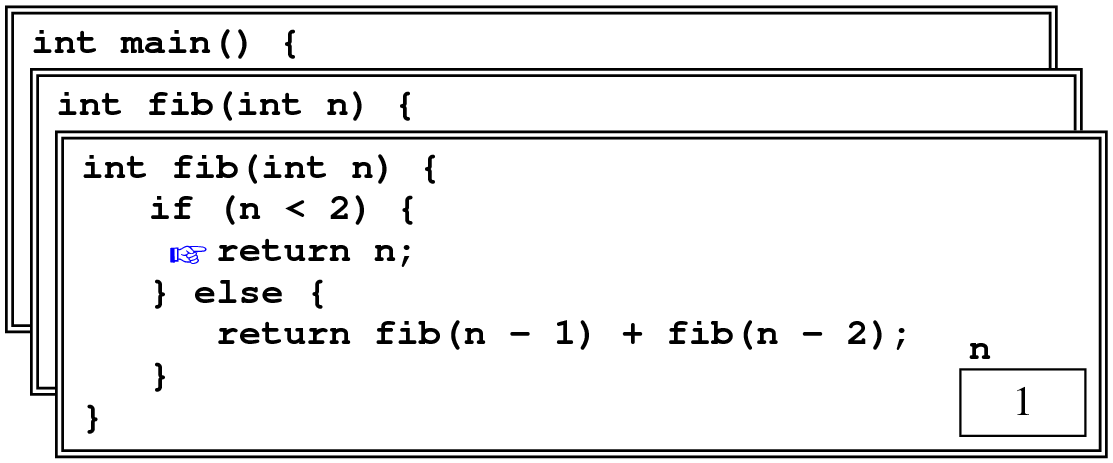 int main() {
int fib(int n) {
int fib(int n) {
if (n < 2) {
☞ return n;
} else {
return fib(n - 1) + fib(n - 2);
}
}
n
1